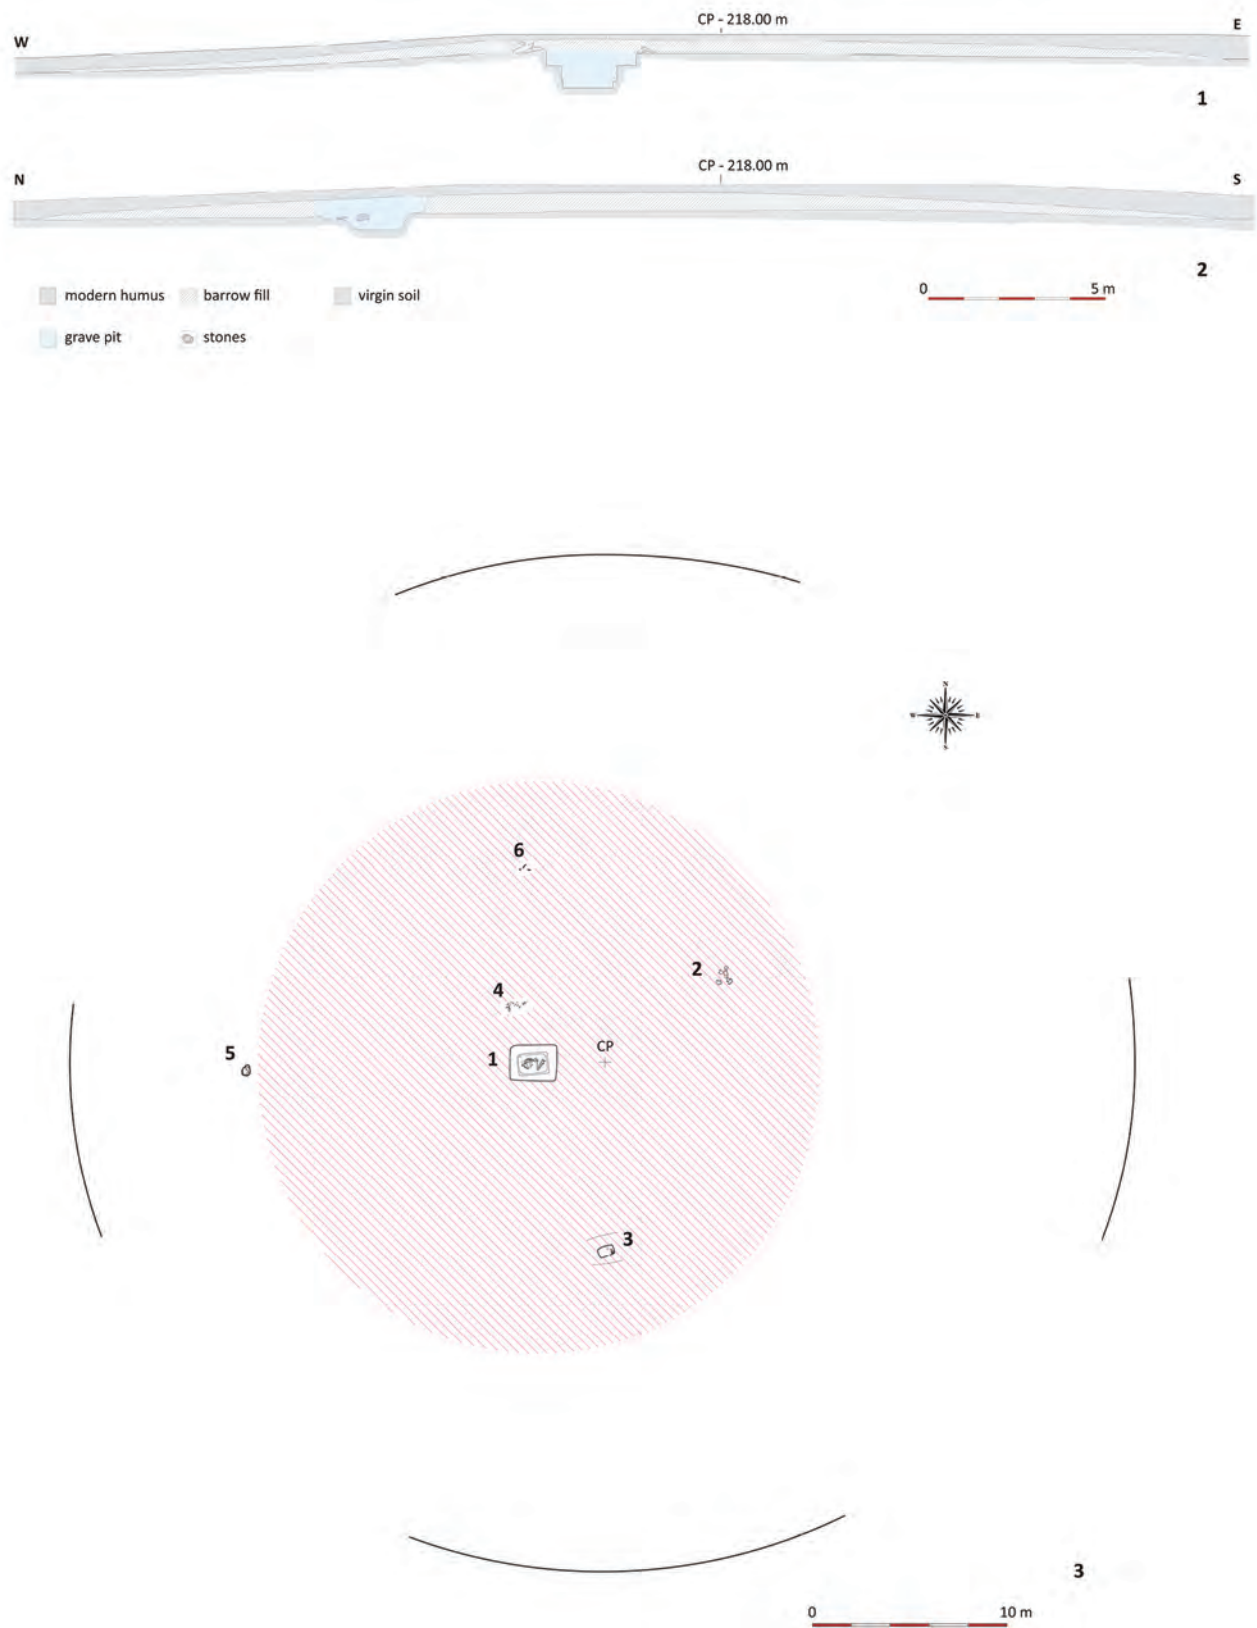 CP - 218.00 m
W
E
1
CP - 218.00 m
N
S
2
modern humus barrow fill virgin soil
0 5 m
grave pit stones
N
W E
S
6
2
4
CP
5
1
3
3
0 10 m